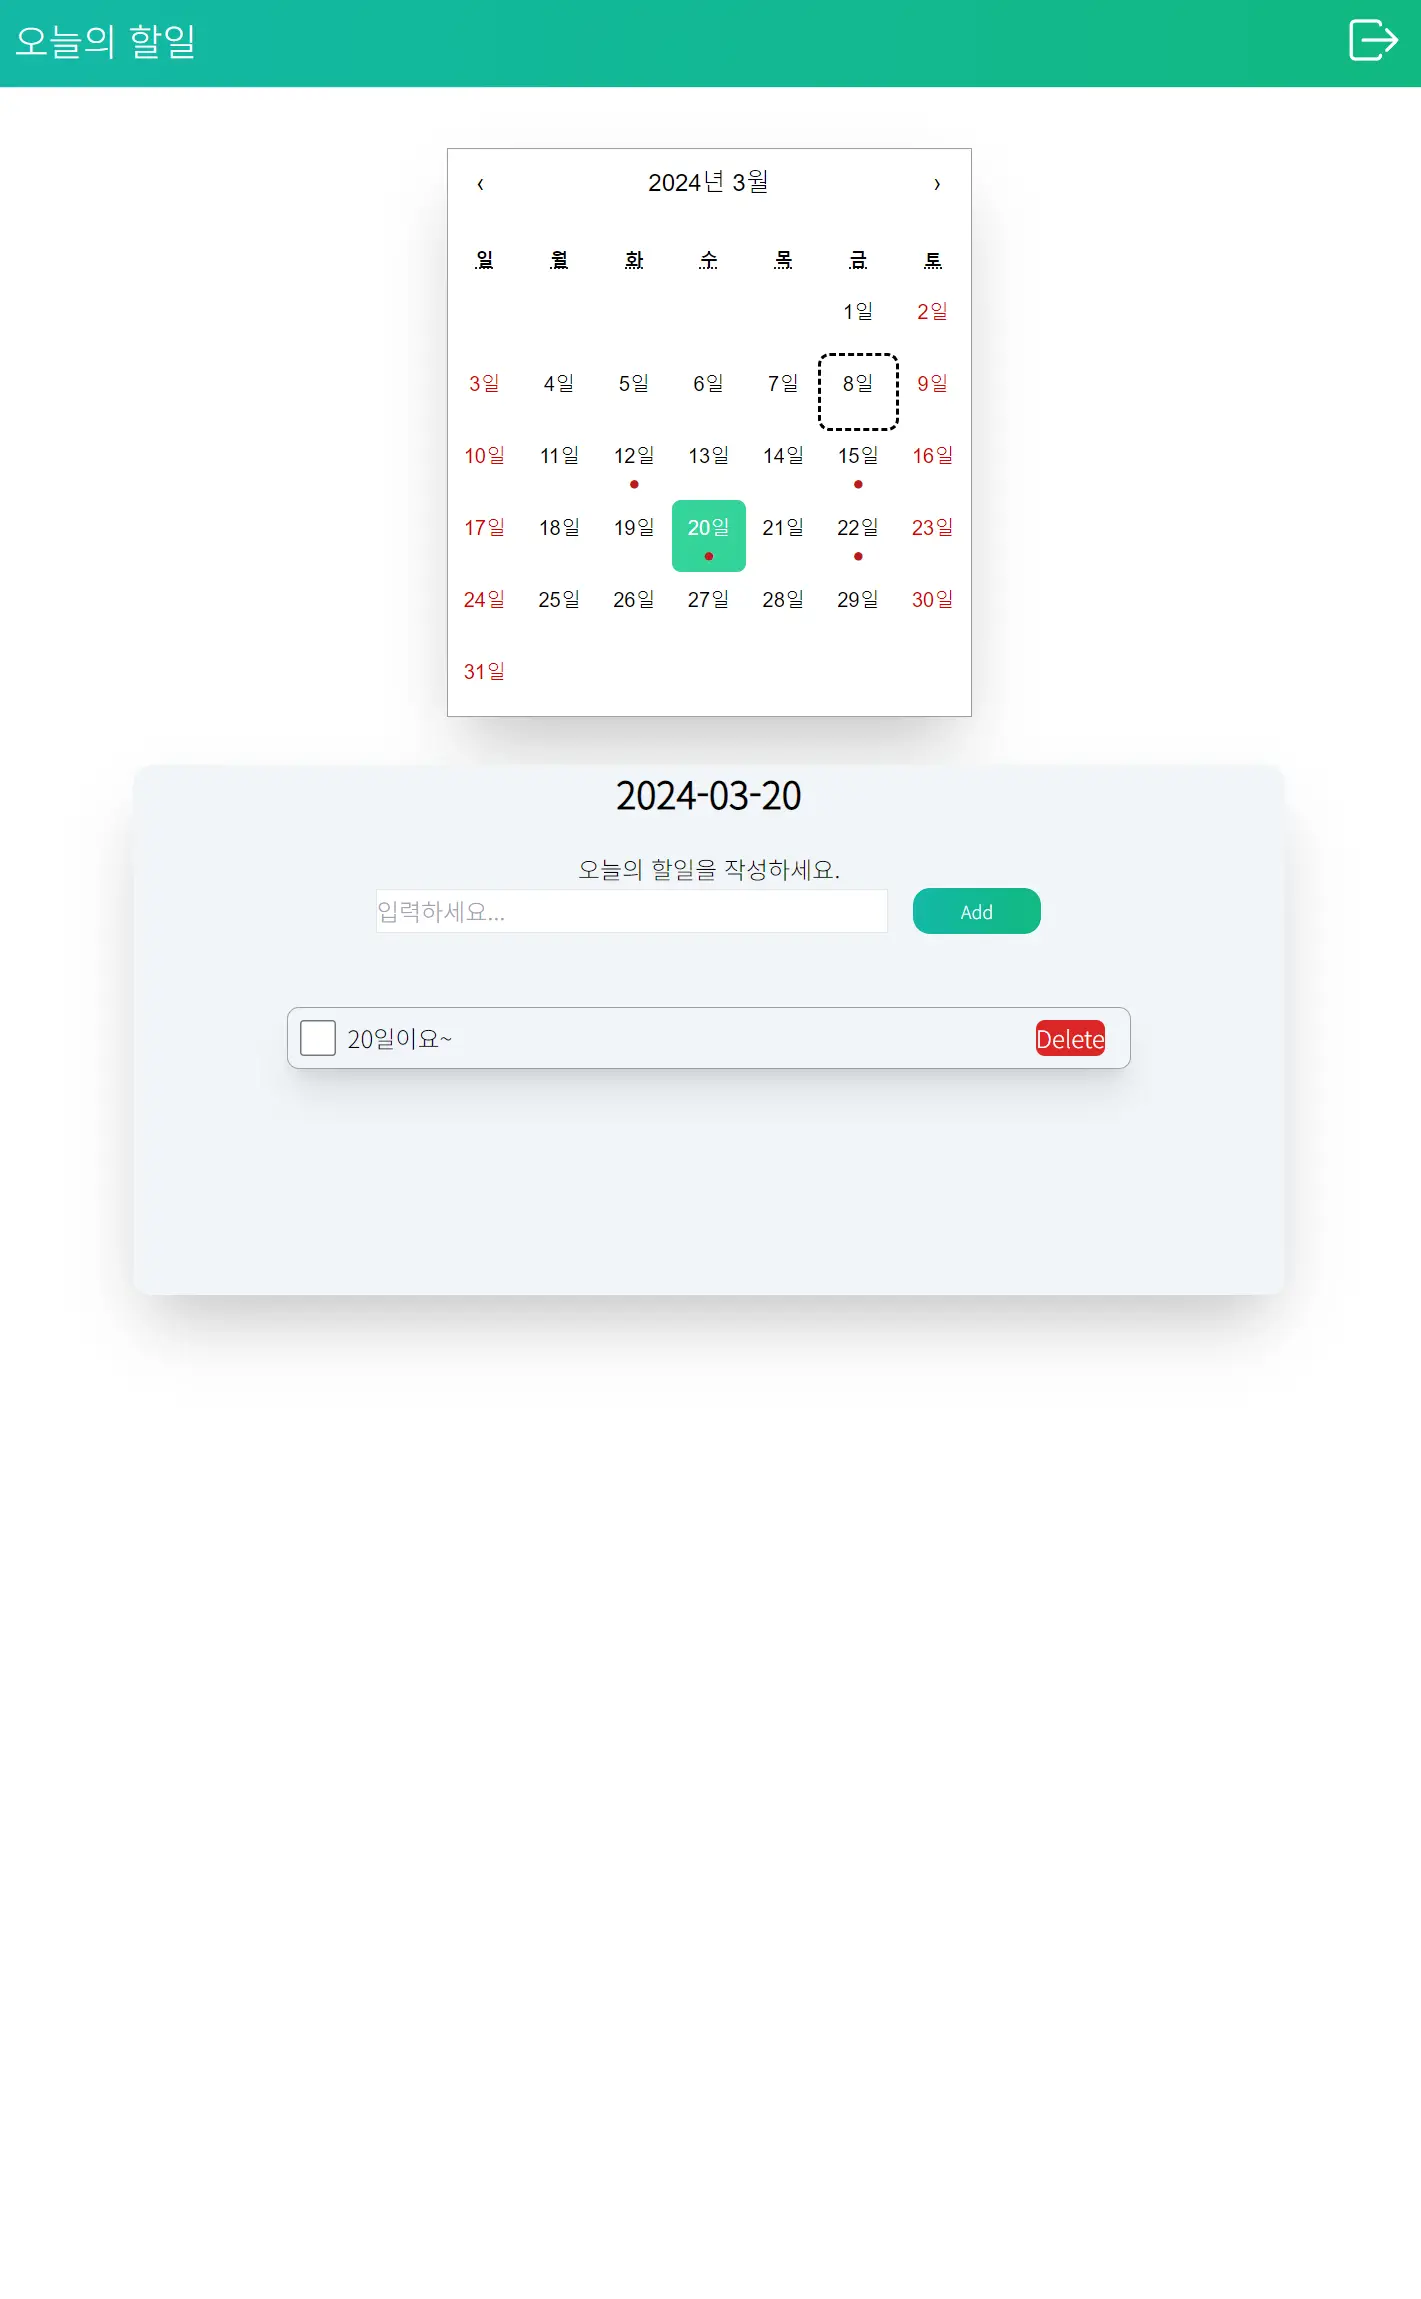 오늘의 할일
‹ 2024년 3월 ›
일 월 화 수 목 금 토
1일 2일
3일 4일 5일 6일 7일 8일 9일
10일 11일 12일 13일 14일 15일 16일
17일 18일 19일 20일 21일 22일 23일
24일 25일 26일 27일 28일 29일 30일
31일
2024-03-20
오늘의 할일을 작성하세요.
입력하세요... Add
20일이요~ Delete